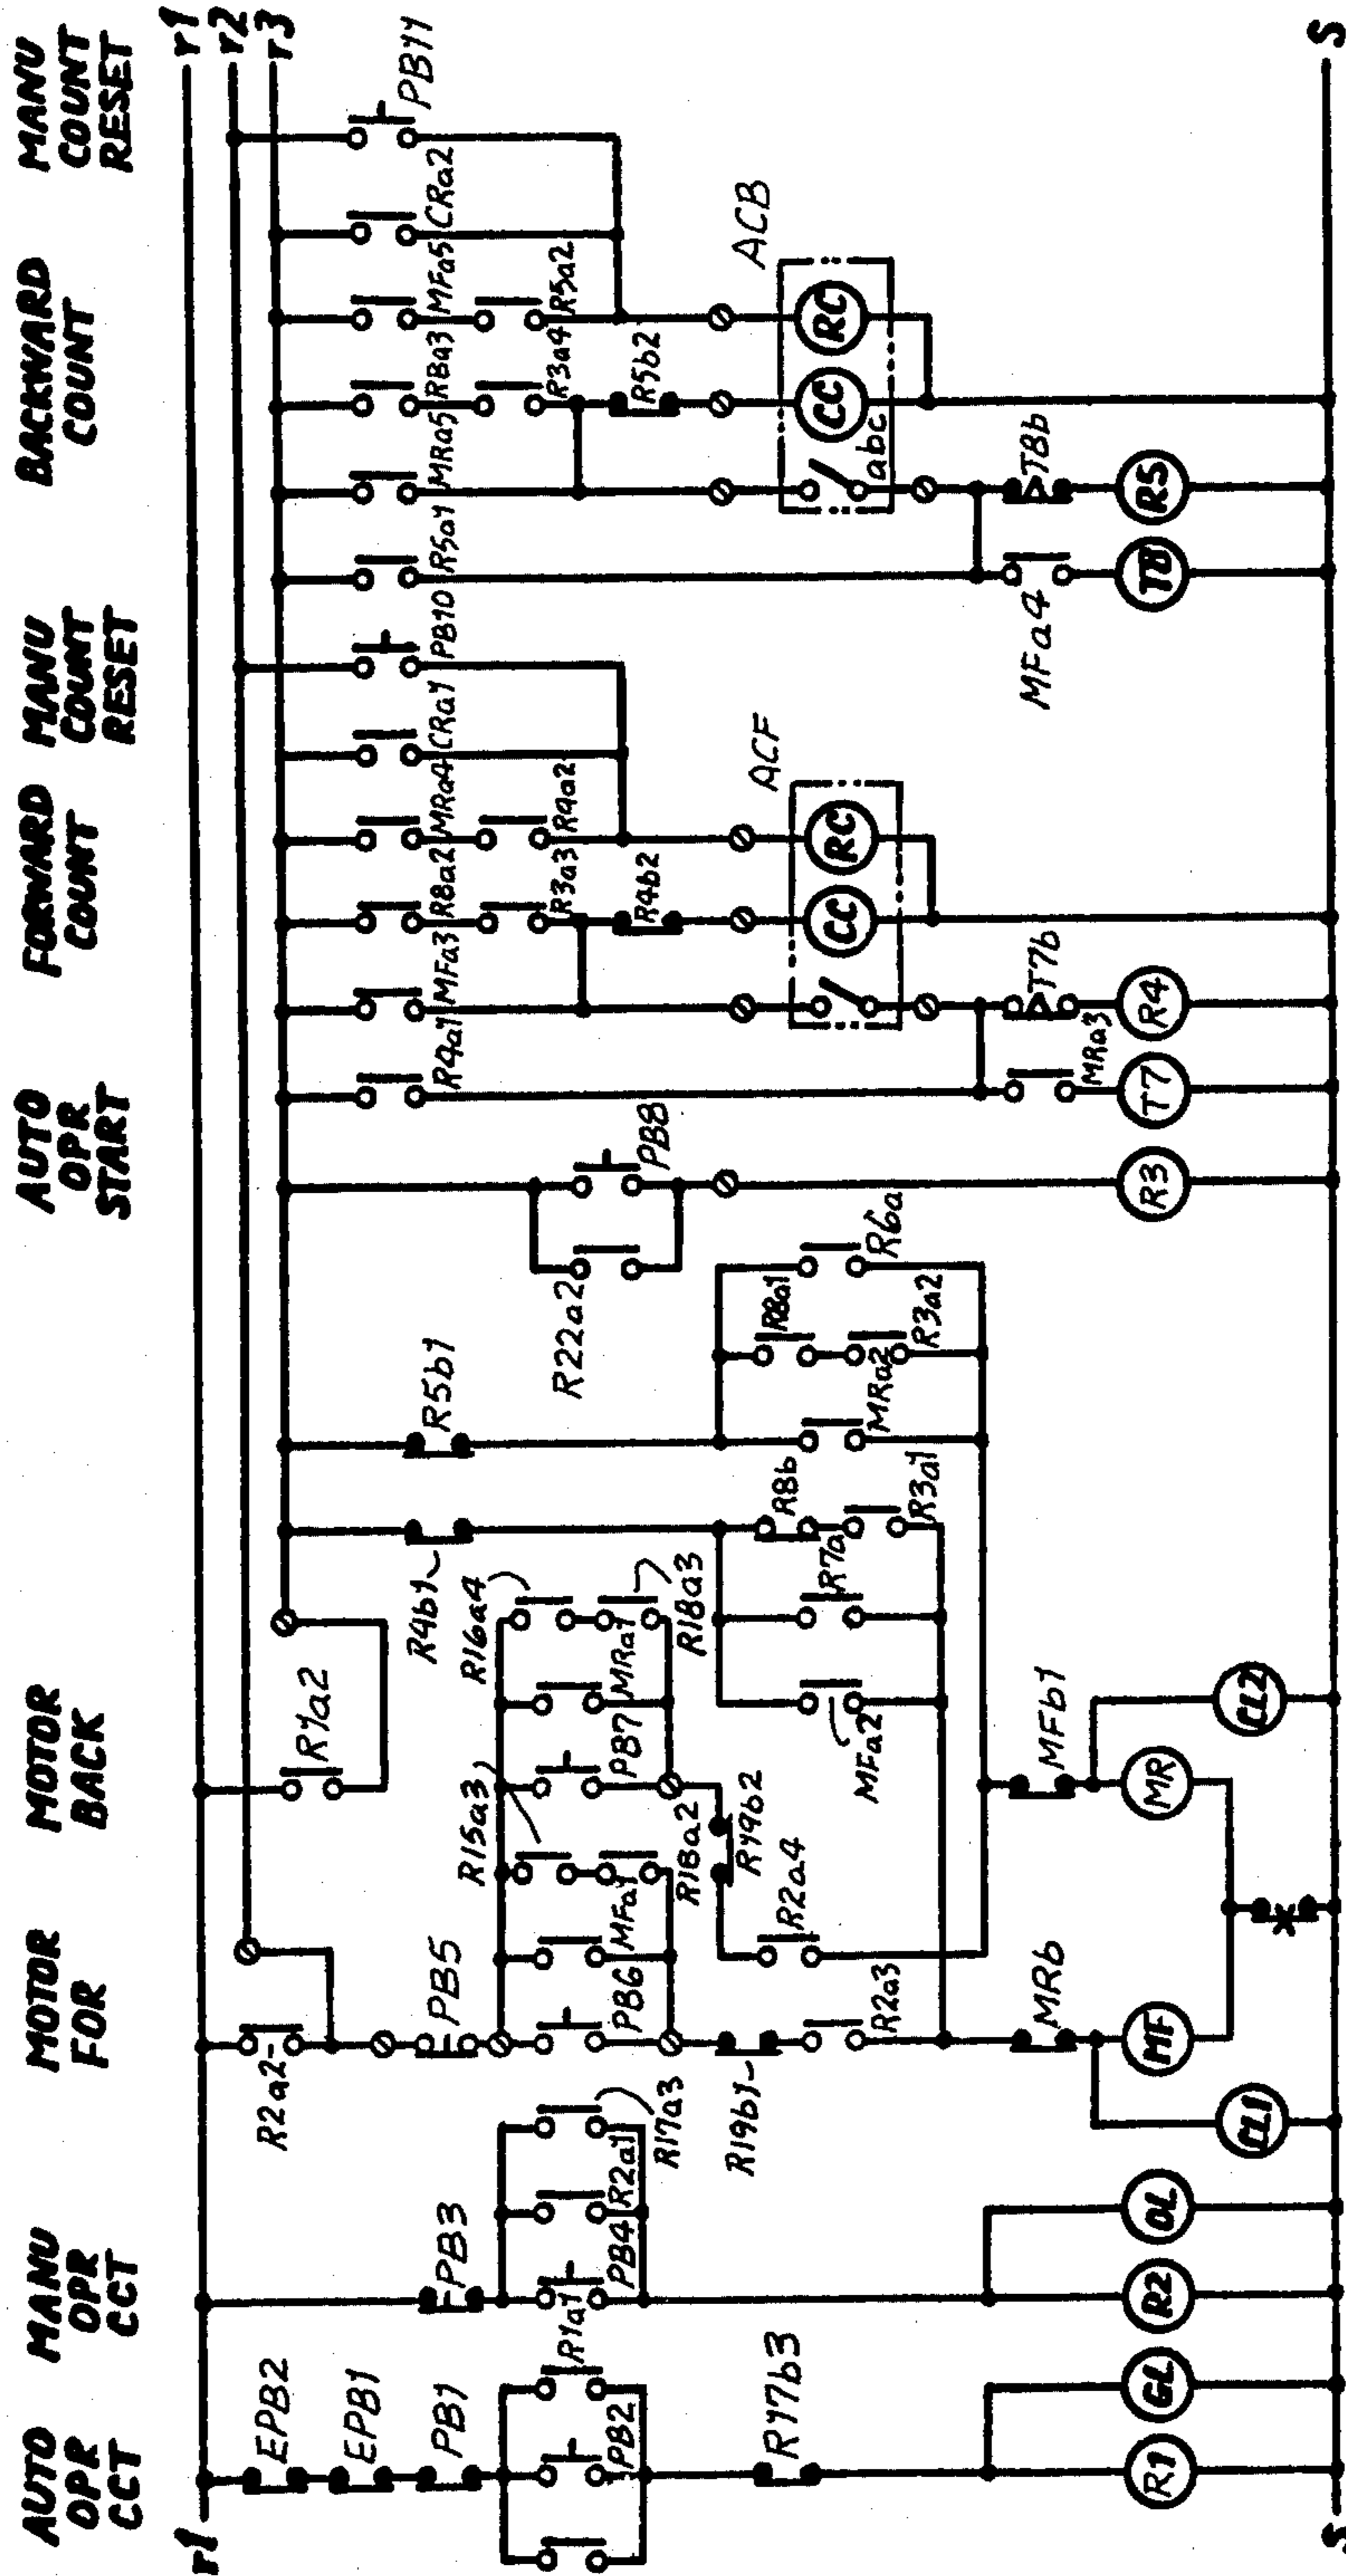 AUTO OPR CCT
MANU OPR CCT
MOTOR FOR
MOTOR BACK
AUTO OPR START
FORWARD COUNT
MANU COUNT RESET
BACKWARD COUNT
MANU COUNT RESET
r1
r1
r2
r3
EPB2
EPB1
PB1
PB2
R1a1
R17b3
R1
GL
PB3
PB4
R2a1
R17a3
R2
OL
R2a2
PB5
PB6
MFa1
R15a3
R18a2
R19b1
R2a3
MRb
CL1
MF
R1a2
PB7
MRa1
R16a4
R18a3
R19b2
R2a4
MFb1
MR
CL2
R4b1
MFa2
R7a
R8b
R3a1
R5b1
MRa2
R8a1
R3a2
R6a
R22a2
PB8
R3
R4a1
MFa3
R8a2
R3a3
MRa4
R4b2
CRa1
PB10
ACF
CC
RC
MRa3
T7b
T7
R4
R5a1
MRa5
R8a3
R3a4
MFa5
R5a2
R5b2
CRa2
PB11
ACB
abc
CC
RC
MFa4
T8b
T8
R5
S
S